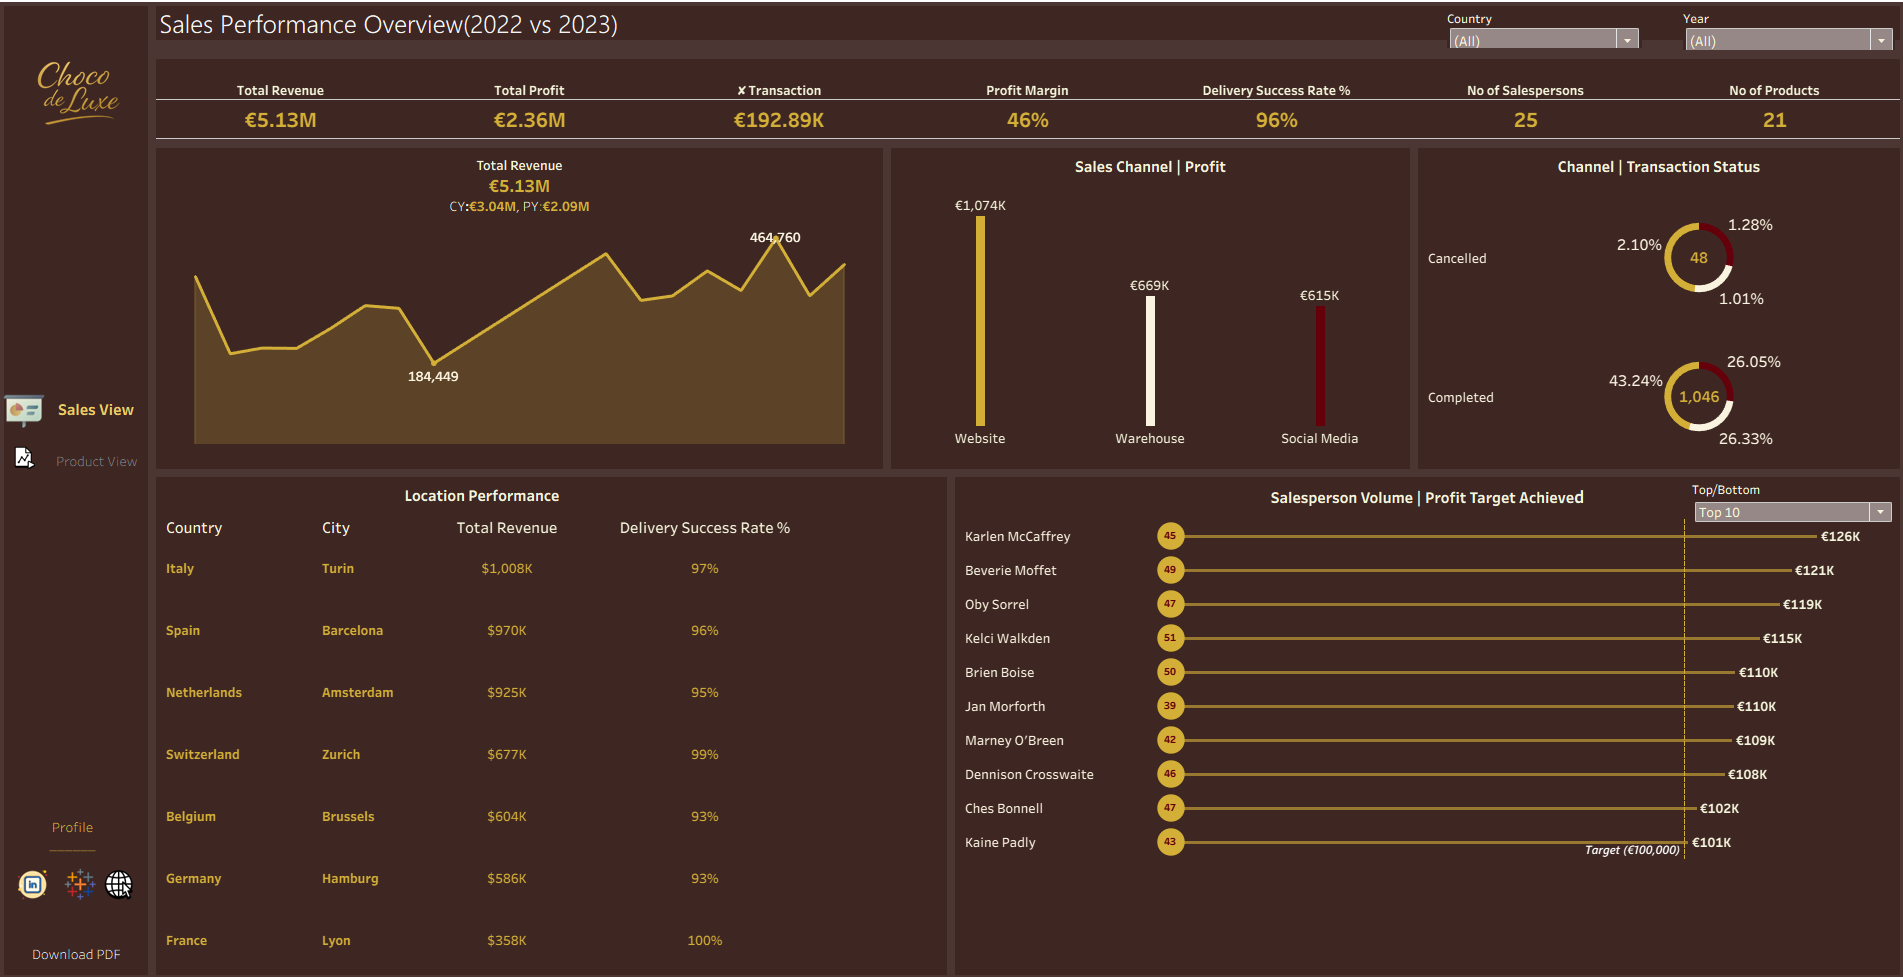 Sales Performance Overview(2022 vs 2023)
Country
(All)
Year
(All)
Choco
de Luxe
Total Revenue
€5.13M
Total Profit
€2.36M
✘ Transaction
€192.89K
Profit Margin
46%
Delivery Success Rate %
96%
No of Salespersons
25
No of Products
21
Total Revenue
€5.13M
CY:€3.04M, PY:€2.09M
464,760
184,449
Sales Channel | Profit
€1,074K
€669K
€615K
Website
Warehouse
Social Media
Channel | Transaction Status
Cancelled
2.10%
48
1.28%
1.01%
Completed
43.24%
1,046
26.05%
26.33%
Sales View
Product View
Profile
in
Download PDF
Location Performance
Country City Total Revenue Delivery Success Rate %
Italy Turin $1,008K 97%
Spain Barcelona $970K 96%
Netherlands Amsterdam $925K 95%
Switzerland Zurich $677K 99%
Belgium Brussels $604K 93%
Germany Hamburg $586K 93%
France Lyon $358K 100%
Salesperson Volume | Profit Target Achieved
Top/Bottom
Top 10
Karlen McCaffrey 45 €126K
Beverie Moffet 49 €121K
Oby Sorrel 47 €119K
Kelci Walkden 51 €115K
Brien Boise 50 €110K
Jan Morforth 39 €110K
Marney O'Breen 42 €109K
Dennison Crosswaite 46 €108K
Ches Bonnell 47 €102K
Kaine Padly 43 €101K
Target (€100,000)